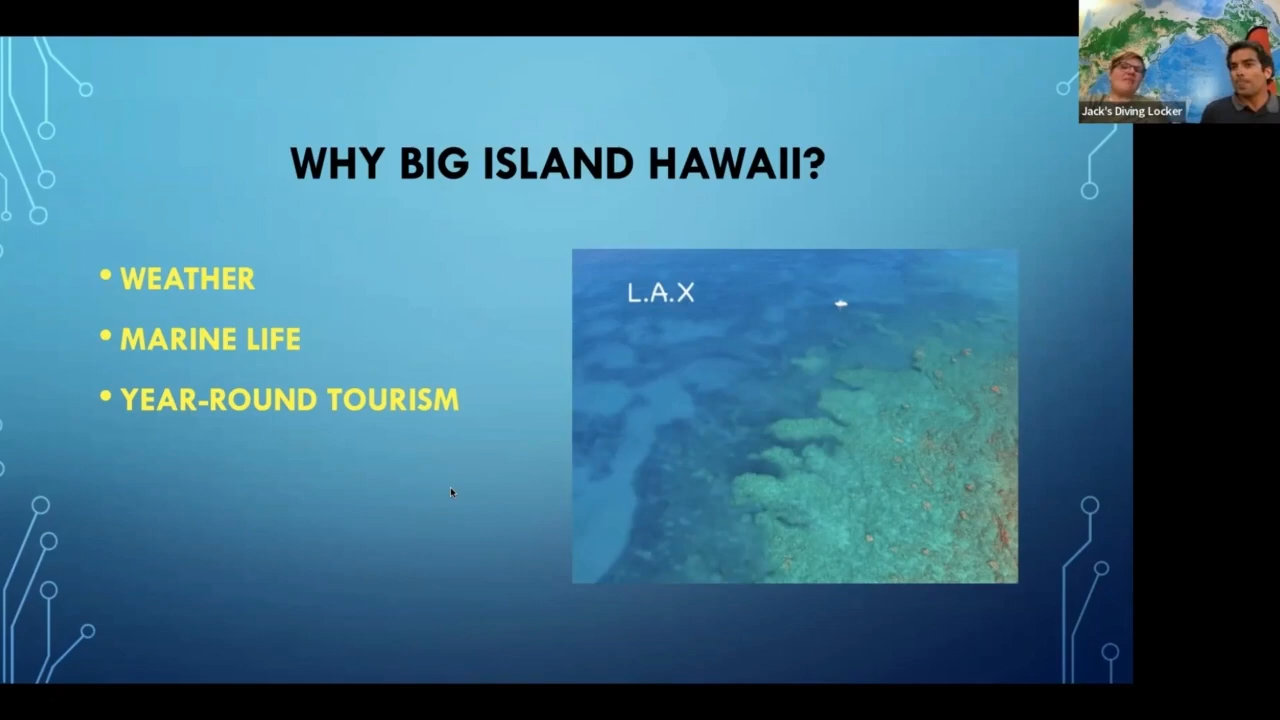 Jack's Diving Locker
WHY BIG ISLAND HAWAII?
• WEATHER
• MARINE LIFE
• YEAR-ROUND TOURISM
L.A.X